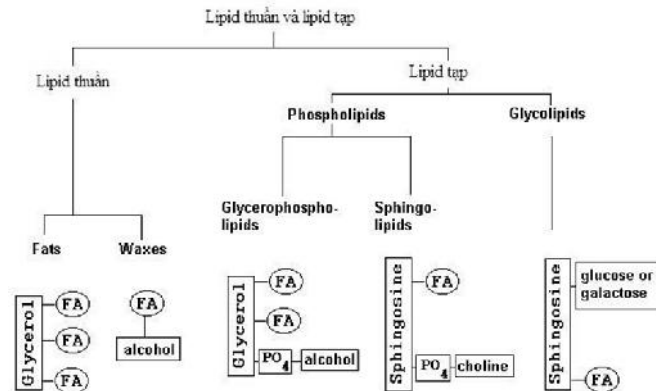 Lipid thuần và lipid tạp
Lipid thuần
Lipid tạp
Phospholipids
Glycolipids
Glycerophospho-
lipids
Sphingo-
lipids
Fats
Waxes
Glycerol
FA
FA
FA
FA
alcohol
Glycerol
FA
FA
PO4
alcohol
Sphingosine
FA
PO4
choline
Sphingosine
glucose or
galactose
FA